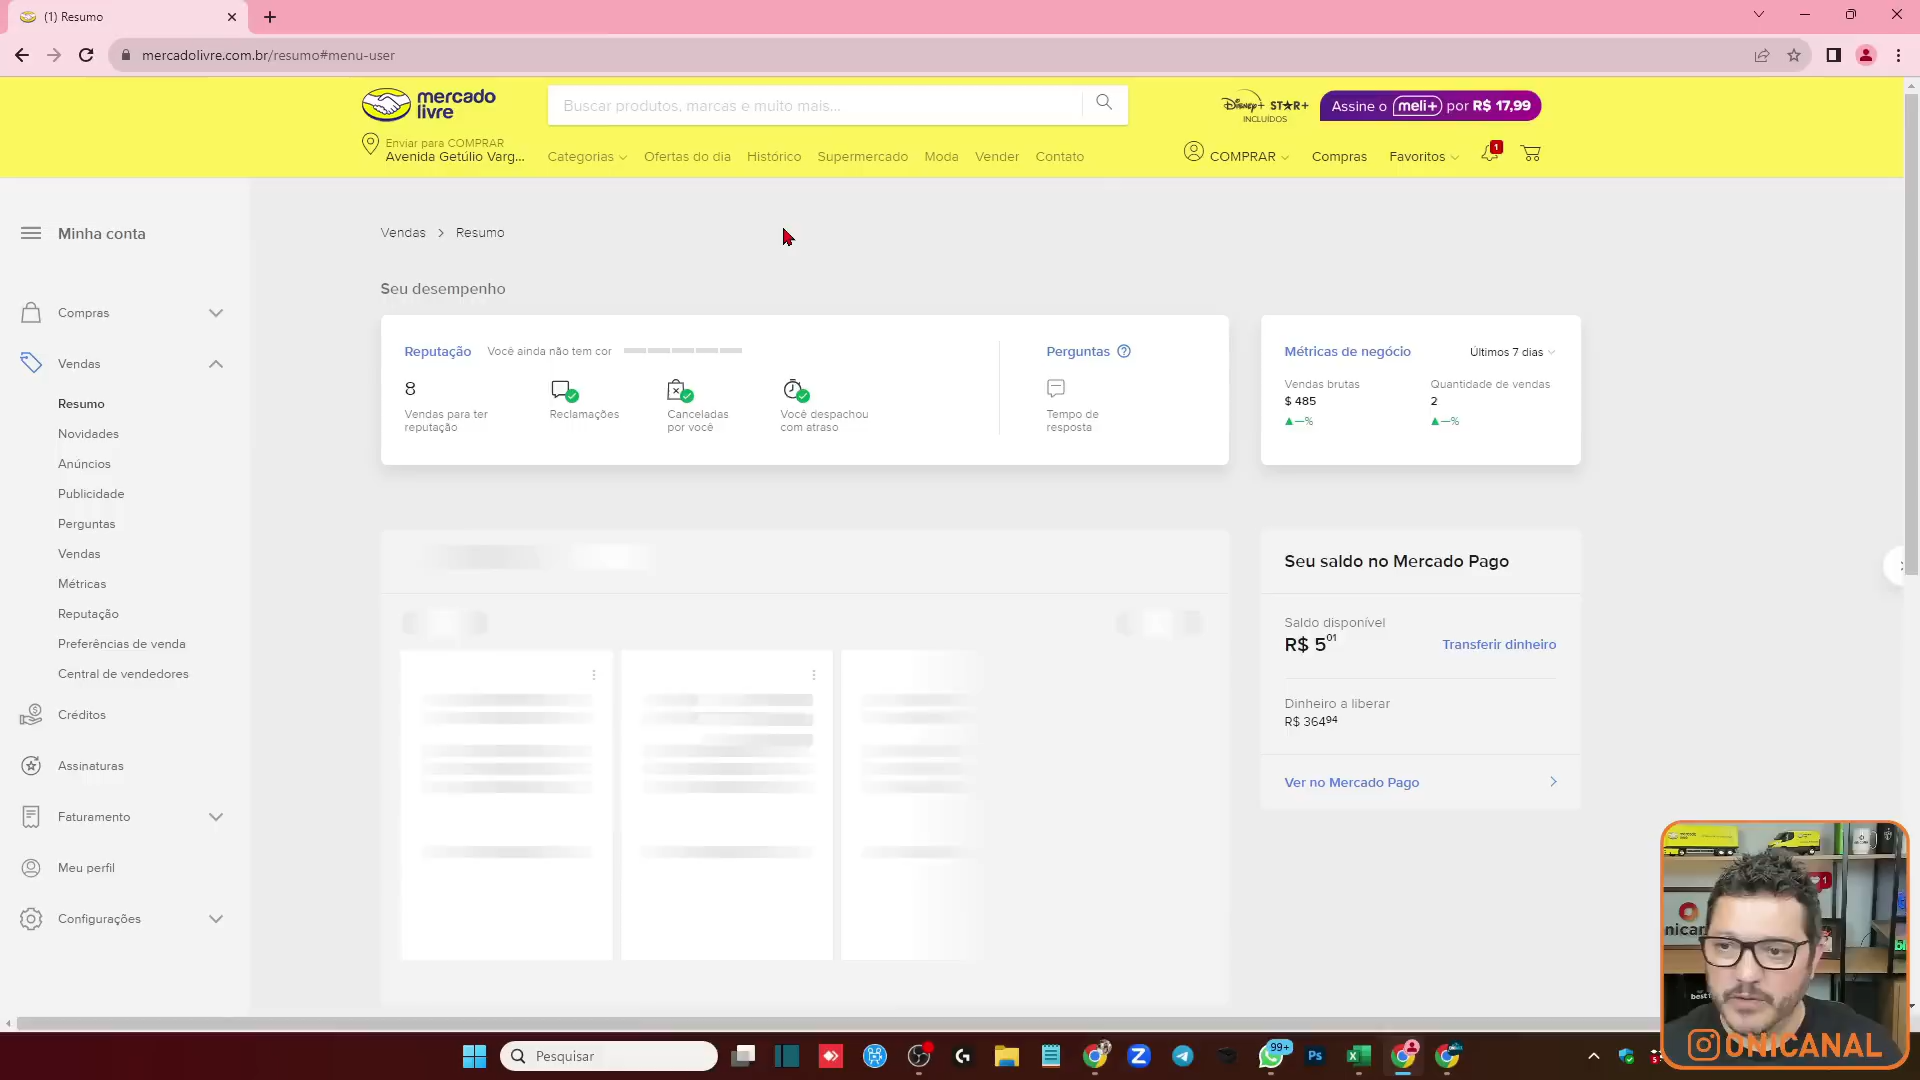 (1) Resumo
mercadolivre.com.br/resumo#menu-user
mercado
livre
Buscar produtos, marcas e muito mais...
Disney+ STAR+
INCLUÍDOS
Assine o meli+ por R$ 17,99
Enviar para COMPRAR
Avenida Getúlio Varg...
Categorias
Ofertas do dia
Histórico
Supermercado
Moda
Vender
Contato
COMPRAR
Compras
Favoritos
1
Minha conta
Compras
Vendas
Resumo
Novidades
Anúncios
Publicidade
Perguntas
Vendas
Métricas
Reputação
Preferências de venda
Central de vendedores
Créditos
Assinaturas
Faturamento
Meu perfil
Configurações
Vendas > Resumo
Seu desempenho
Reputação
Você ainda não tem cor
8
Vendas para ter
reputação
Reclamações
Canceladas
por você
Você despachou
com atraso
Perguntas
Tempo de
resposta
Métricas de negócio
Últimos 7 dias
Vendas brutas
$ 485
—%
Quantidade de vendas
2
—%
Seu saldo no Mercado Pago
Saldo disponível
R$ 5 01
Transferir dinheiro
Dinheiro a liberar
R$ 364 94
Ver no Mercado Pago
Pesquisar
99+
UNICANAL